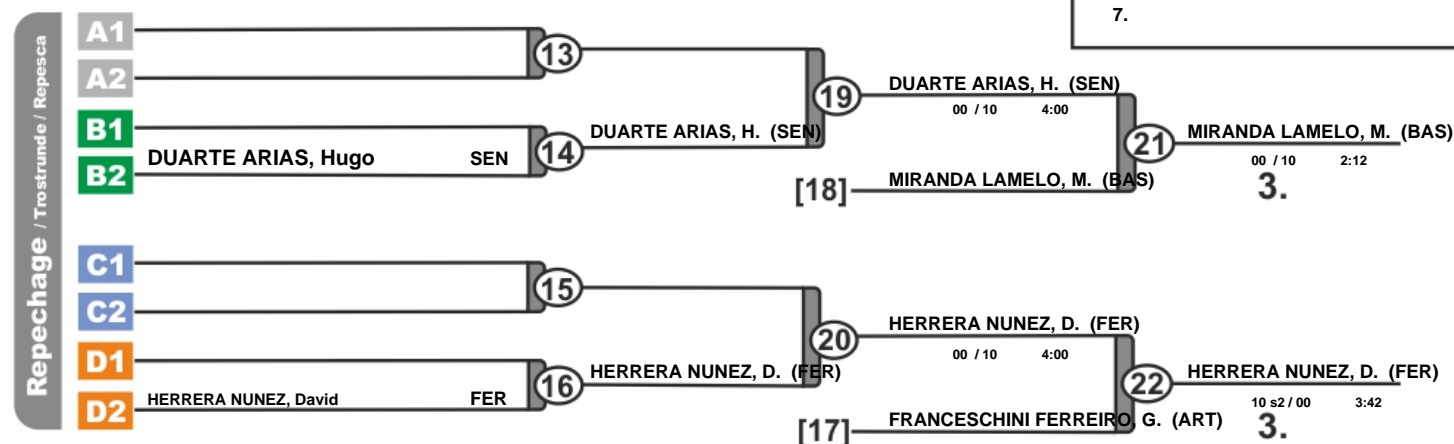 7.
Repechage / Trostrunde / Repesca
A1
13
A2
19
DUARTE ARIAS, H. (SEN)
00 / 10 4:00
B1
DUARTE ARIAS, H. (SEN)
21
MIRANDA LAMELO, M. (BAS)
DUARTE ARIAS, Hugo SEN
14
00 / 10 2:12
B2
[18]
MIRANDA LAMELO, M. (BAS)
3.
C1
15
C2
20
HERRERA NUNEZ, D. (FER)
00 / 10 4:00
D1
HERRERA NUNEZ, D. (FER)
22
HERRERA NUNEZ, D. (FER)
HERRERA NUNEZ, David FER
16
10 s2 / 00 3:42
D2
[17]
FRANCESCHINI FERREIRO, G. (ART)
3.